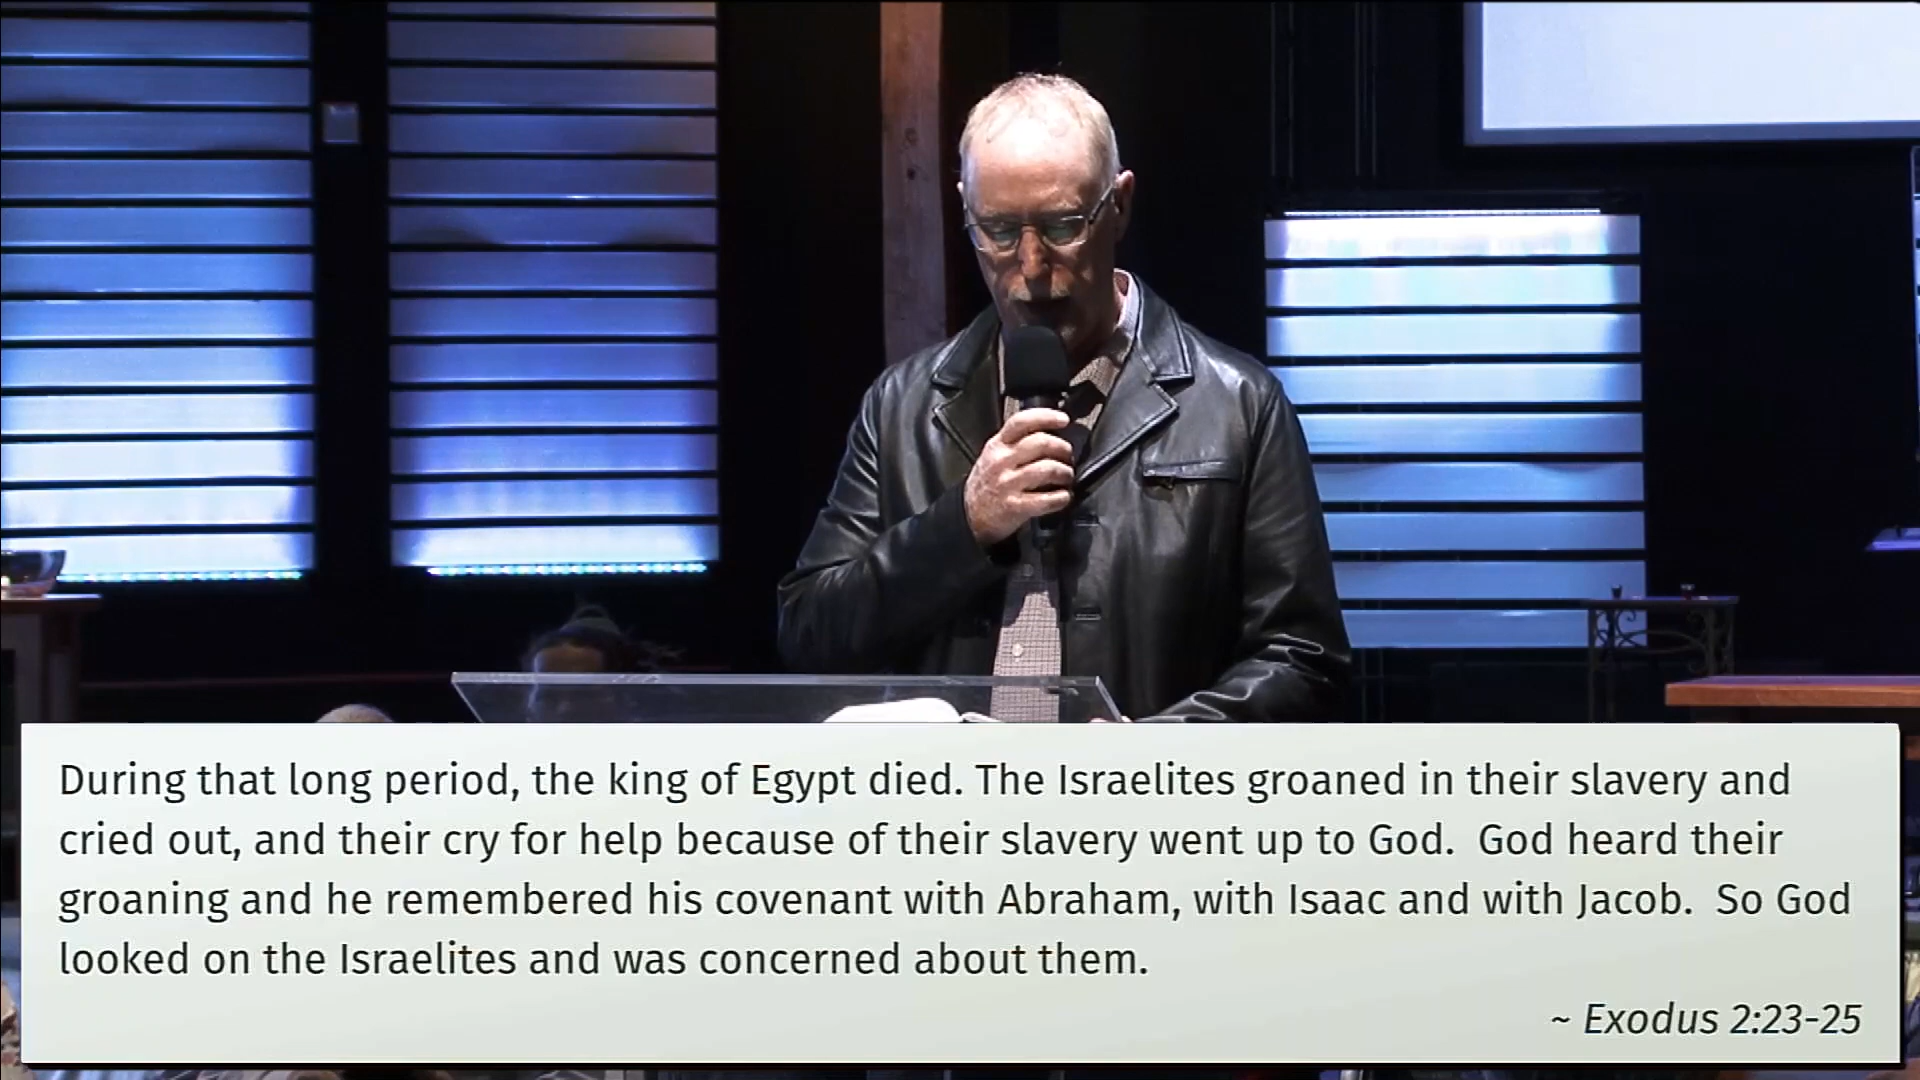 During that long period, the king of Egypt died. The Israelites groaned in their slavery and
cried out, and their cry for help because of their slavery went up to God.  God heard their
groaning and he remembered his covenant with Abraham, with Isaac and with Jacob.  So God
looked on the Israelites and was concerned about them.
~ Exodus 2:23-25